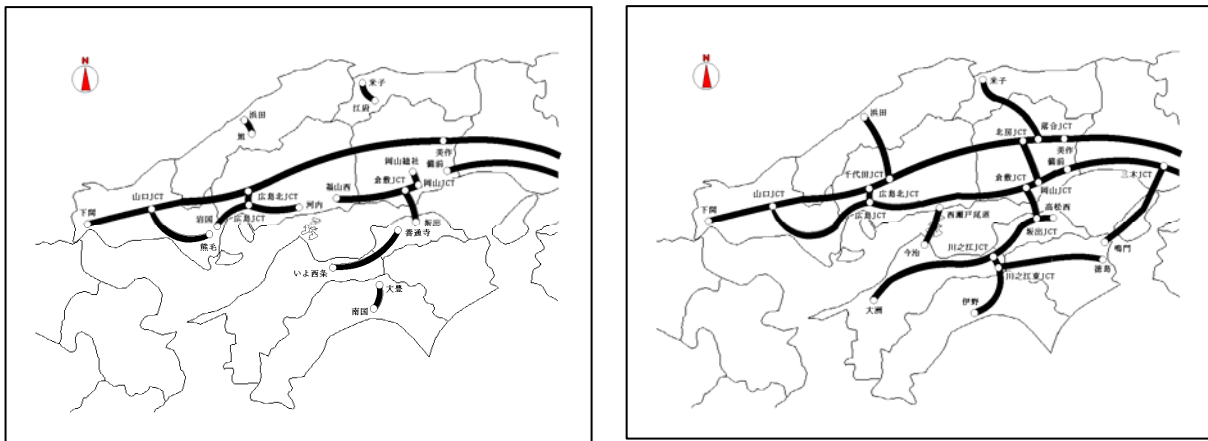 N
米子
江府
浜田
旭
美作
岡山総社
備前
倉敷JCT
岡山JCT
福山西
山口JCT
広島北JCT
河内
下関
岩国
広島JCT
坂出
善通寺
熊毛
いよ西条
大豊
南国
N
米子
浜田
北房JCT
落合JCT
美作
備前
千代田JCT
倉敷JCT
三木JCT
山口JCT
広島北JCT
岡山JCT
下関
広島JCT
西瀬戸尾道
高松西
坂出JCT
今治
川之江JCT
鳴門
徳島
川之江東JCT
大洲
伊野